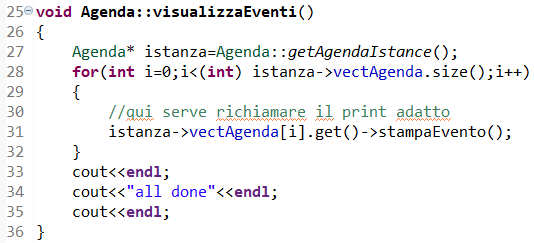 25 void Agenda::visualizzaEventi()
26 {
27 Agenda* istanza=Agenda::getAgendaIstance();
28 for(int i=0;i<(int) istanza->vectAgenda.size();i++)
29 {
30 //qui serve richiamare il print adatto
31 istanza->vectAgenda[i].get()->stampaEvento();
32 }
33 cout<<endl;
34 cout<<"all done"<<endl;
35 cout<<endl;
36 }